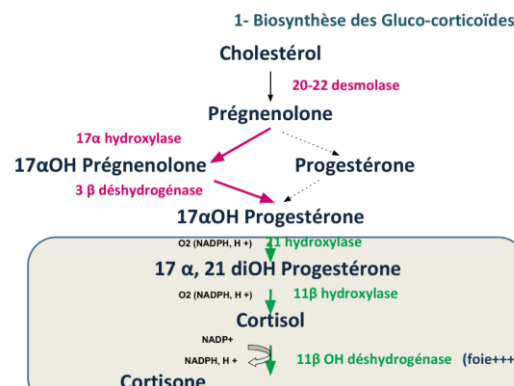 1- Biosynthèse des Gluco-corticoïdes
Cholestérol
20-22 desmolase
Prégnenolone
17α hydroxylase
17αOH Prégnenolone
Progestérone
3 β déshydrogénase
17αOH Progestérone
O2 (NADPH, H +) 21 hydroxylase
17 α, 21 diOH Progestérone
O2 (NADPH, H +) 11β hydroxylase
Cortisol
NADP+
NADPH, H + 11β OH déshydrogénase (foie+++
Cortisone